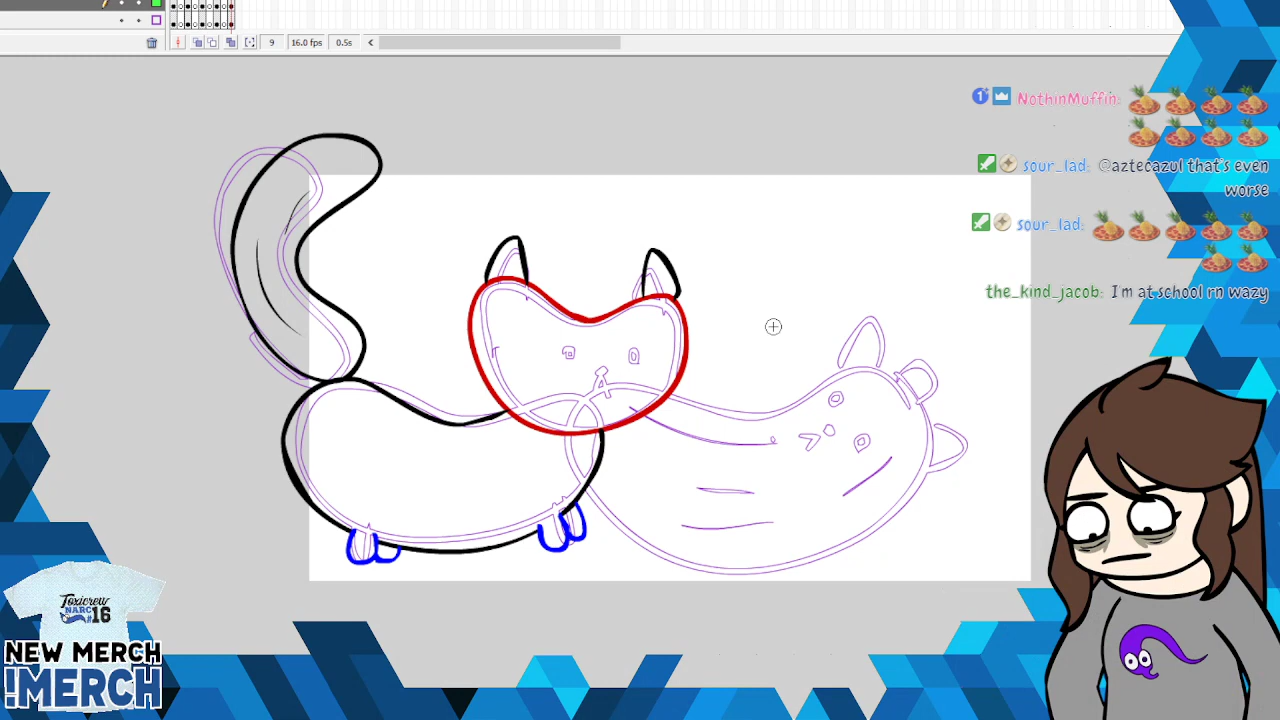 9 16.0 fps 0.5s
NothinMuffin:
sour_lad: @aztecazul that's even
worse
sour_lad:
the_kind_jacob: I'm at school rn wazy
Toxicrew
NARC
#16
NEW MERCH
!MERCH